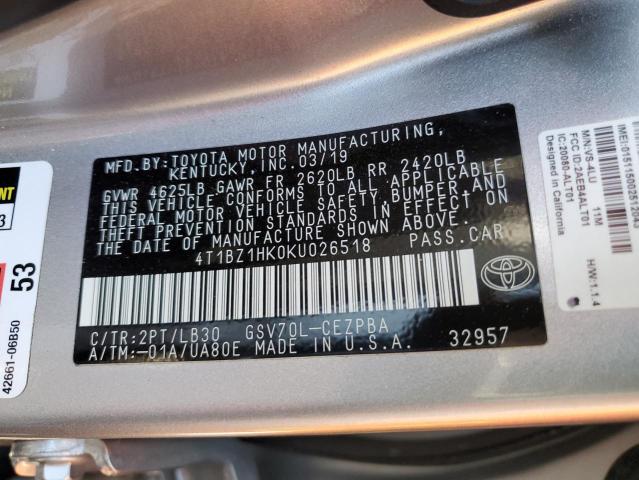 MFD.BY:TOYOTA MOTOR MANUFACTURING,
KENTUCKY, INC.03/19
GVWR 4625LB GAWR FR 2620LB RR 2420LB
THIS VEHICLE CONFORMS TO ALL APPLICABLE
FEDERAL MOTOR VEHICLE SAFETY,BUMPER,AND
THEFT PREVENTION STANDARDS IN EFFECT ON
THE DATE OF MANUFACTURE SHOWN ABOVE.
4T1BZ1HK0KU026518 PASS.CAR
C/TR:2PT/LB30 GSV70L-CEZPBA
A/TM:-01A/UA80E MADE IN U.S.A. 32957
TOYOTA
53
42661-06B50
M/N:VS-4LU 11M
FCC ID:2AEB4ALT01
IC:20080-ALT01
Designed in California
H/W:1.1.4